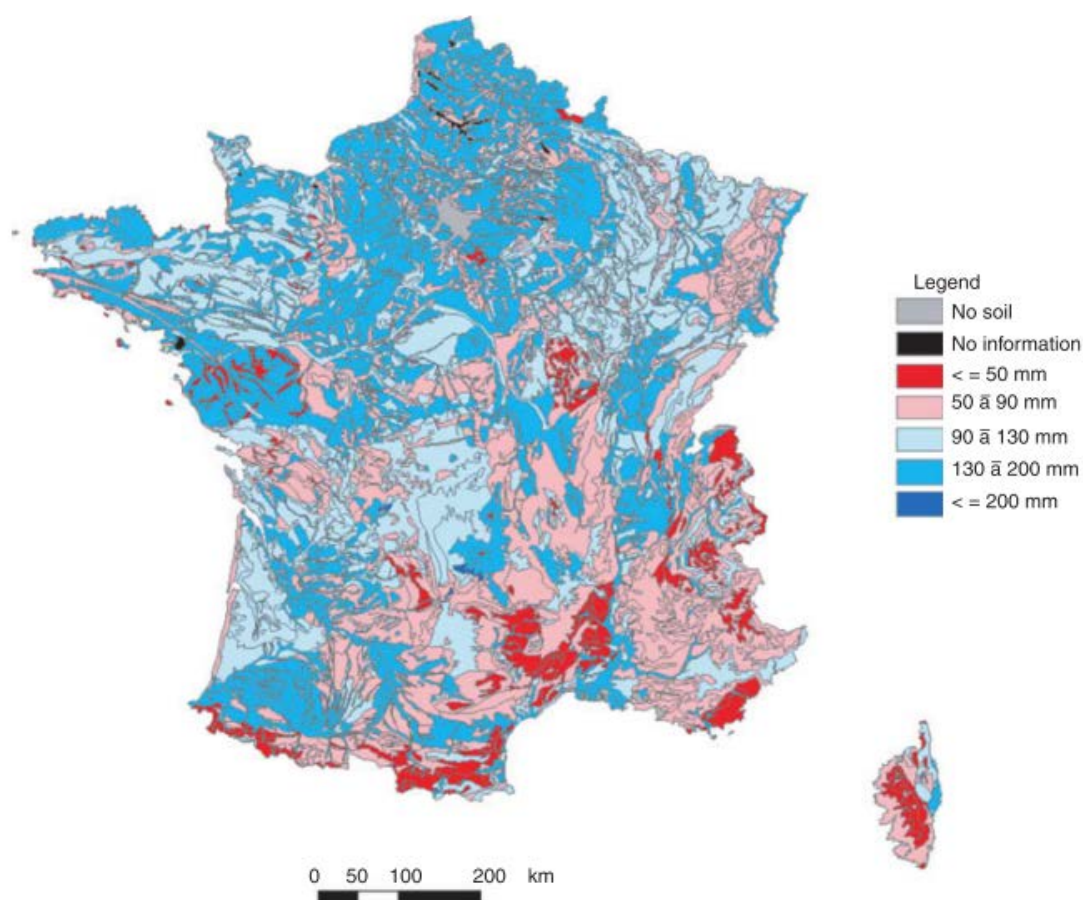 Legend
No soil
No information
< = 50 mm
50 ā 90 mm
90 ā 130 mm
130 ā 200 mm
< = 200 mm
0 50 100 200 km